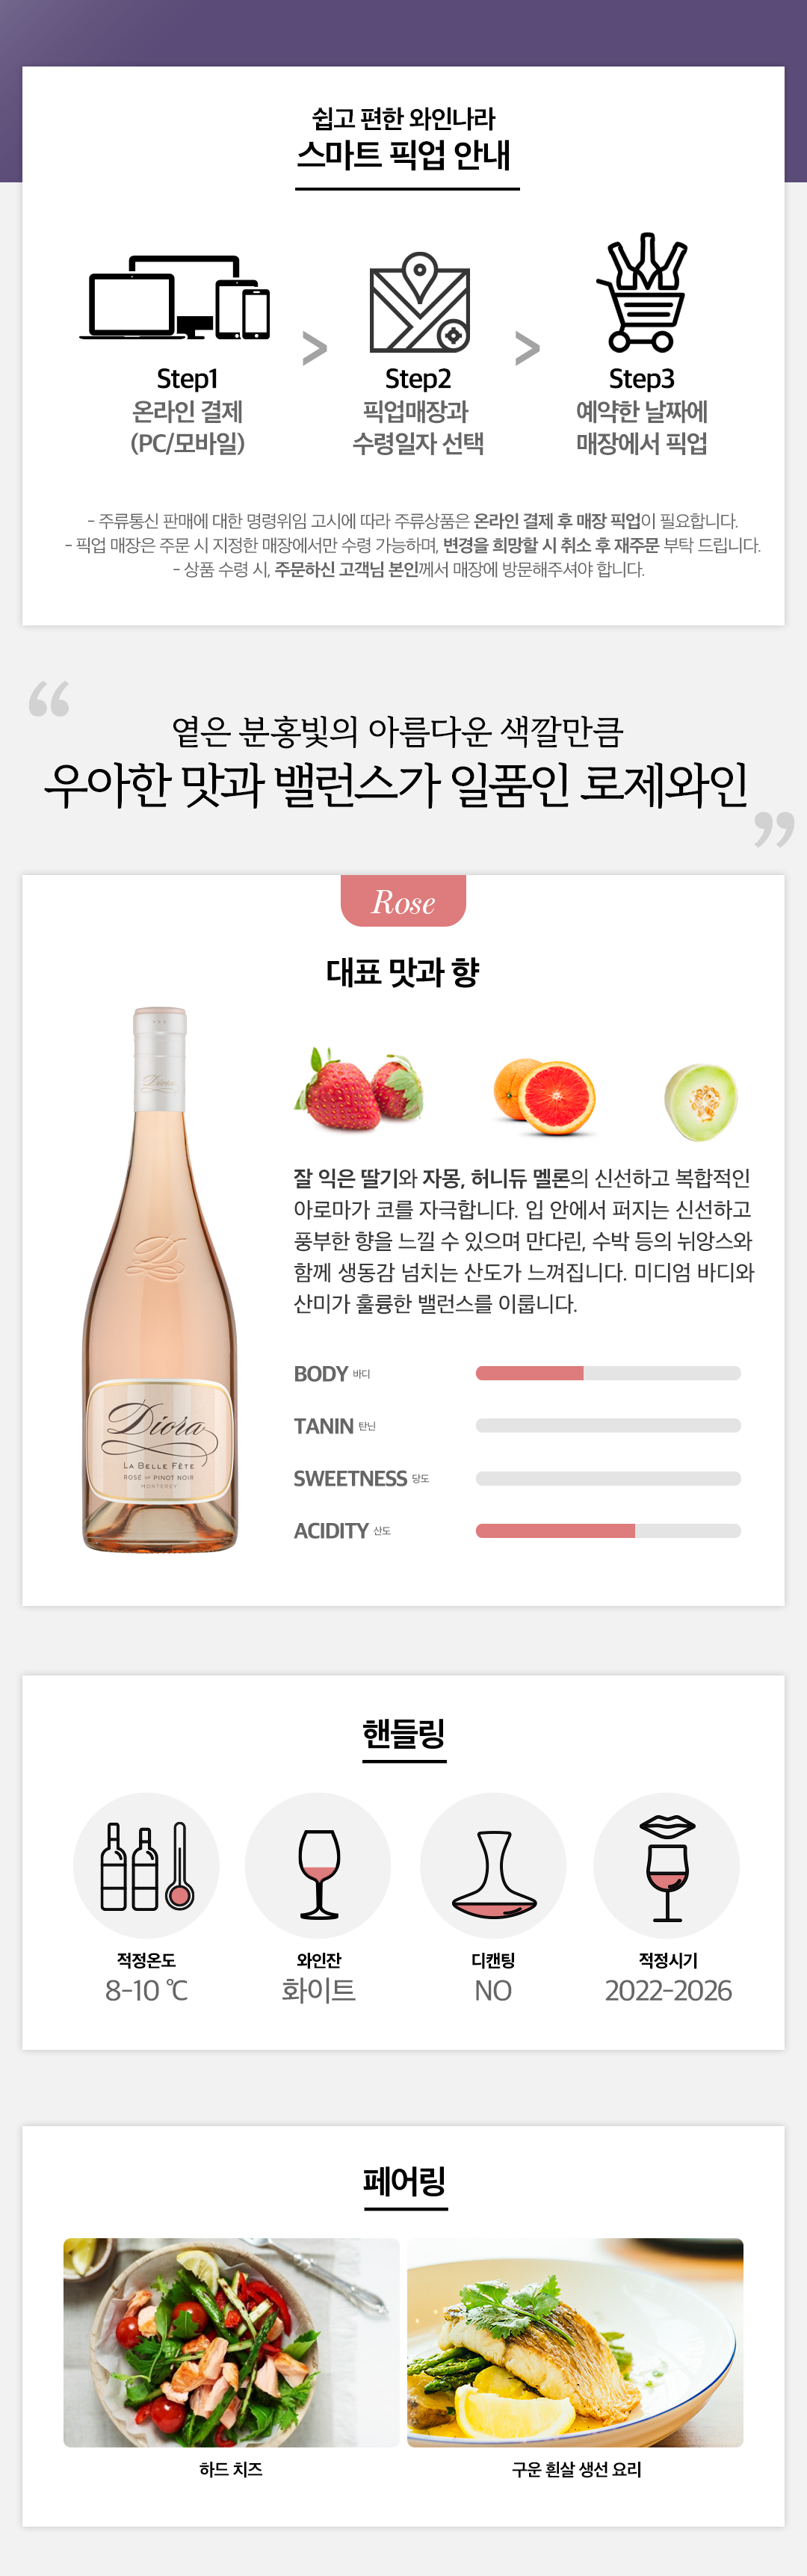 쉽고 편한 와인나라
스마트 픽업 안내
Step1
온라인 결제
(PC/모바일)
>
Step2
픽업매장과
수령일자 선택
>
Step3
예약한 날짜에
매장에서 픽업
- 주류통신 판매에 대한 명령위임 고시에 따라 주류상품은 온라인 결제 후 매장 픽업이 필요합니다.
- 픽업 매장은 주문 시 지정한 매장에서만 수령 가능하며, 변경을 희망할 시 취소 후 재주문 부탁 드립니다.
- 상품 수령 시, 주문하신 고객님 본인께서 매장에 방문해주셔야 합니다.
“
옅은 분홍빛의 아름다운 색깔만큼
우아한 맛과 밸런스가 일품인 로제와인
”
Rose
대표 맛과 향
잘 익은 딸기와 자몽, 허니듀 멜론의 신선하고 복합적인
아로마가 코를 자극합니다. 입 안에서 퍼지는 신선하고
풍부한 향을 느낄 수 있으며 만다린, 수박 등의 뉘앙스와
함께 생동감 넘치는 산도가 느껴집니다. 미디엄 바디와
산미가 훌륭한 밸런스를 이룹니다.
Diora
D
Diora
LA BELLE FÊTE
ROSÉ OF PINOT NOIR
MONTEREY
BODY 바디
TANIN 탄닌
SWEETNESS 당도
ACIDITY 산도
핸들링
적정온도
8-10 ℃
와인잔
화이트
디캔팅
NO
적정시기
2022-2026
페어링
하드 치즈
구운 흰살 생선 요리